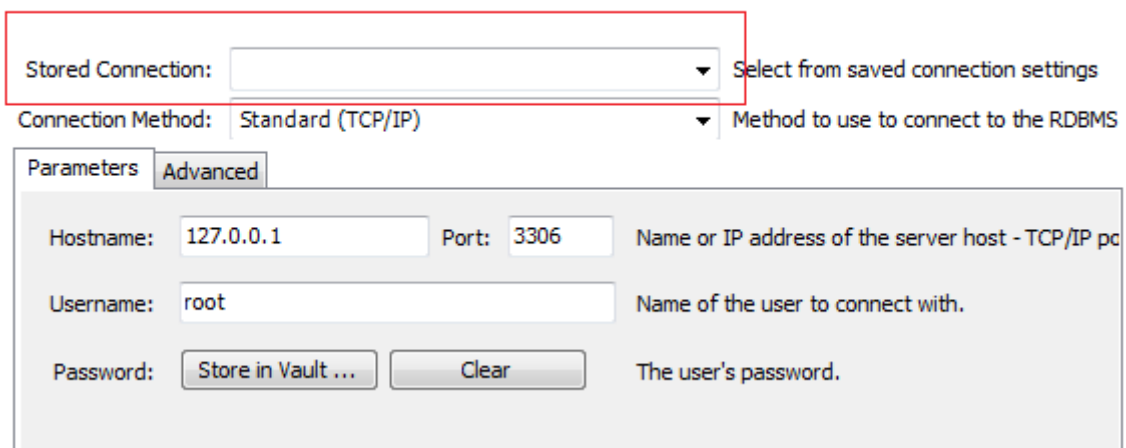 Stored Connection: Select from saved connection settings
Connection Method: Standard (TCP/IP) Method to use to connect to the RDBMS
Parameters Advanced
Hostname: 127.0.0.1 Port: 3306 Name or IP address of the server host - TCP/IP po
Username: root Name of the user to connect with.
Password: Store in Vault ... Clear The user's password.